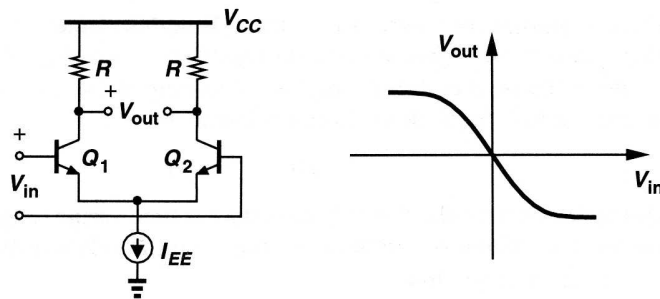 V_CC
R
R
+
V_out
+
Q_1
Q_2
V_in
I_EE
V_out
V_in